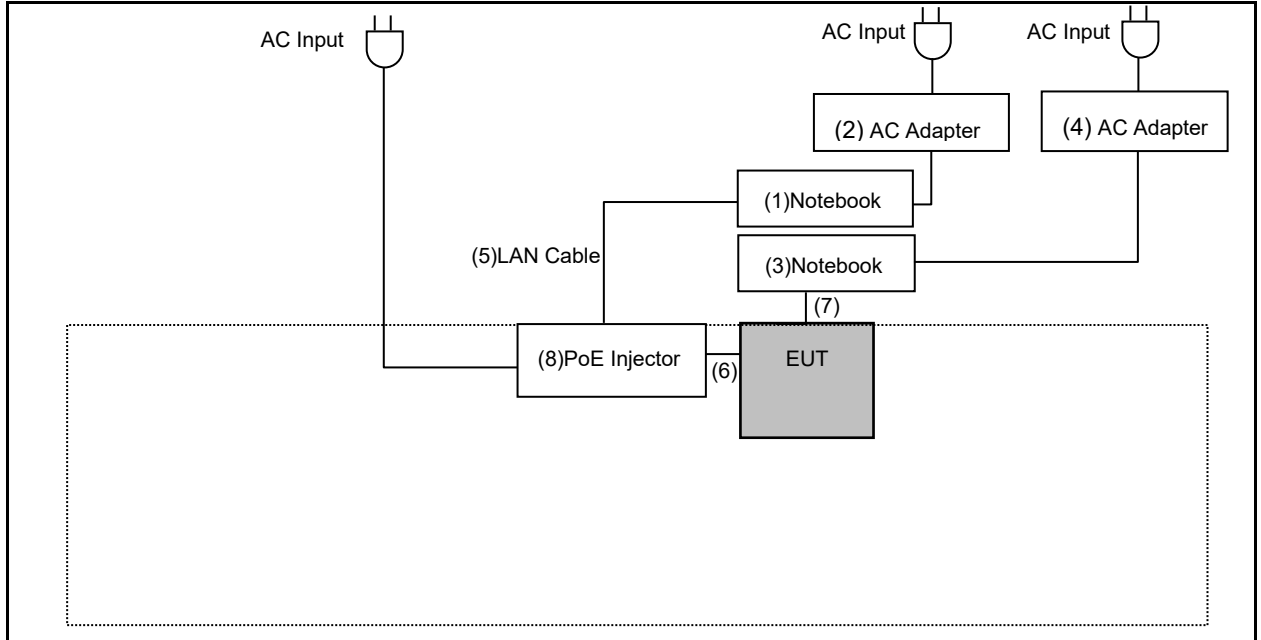 AC Input
AC Input
AC Input
(2) AC Adapter
(4) AC Adapter
(1)Notebook
(5)LAN Cable
(3)Notebook
(7)
(8)PoE Injector
(6)
EUT